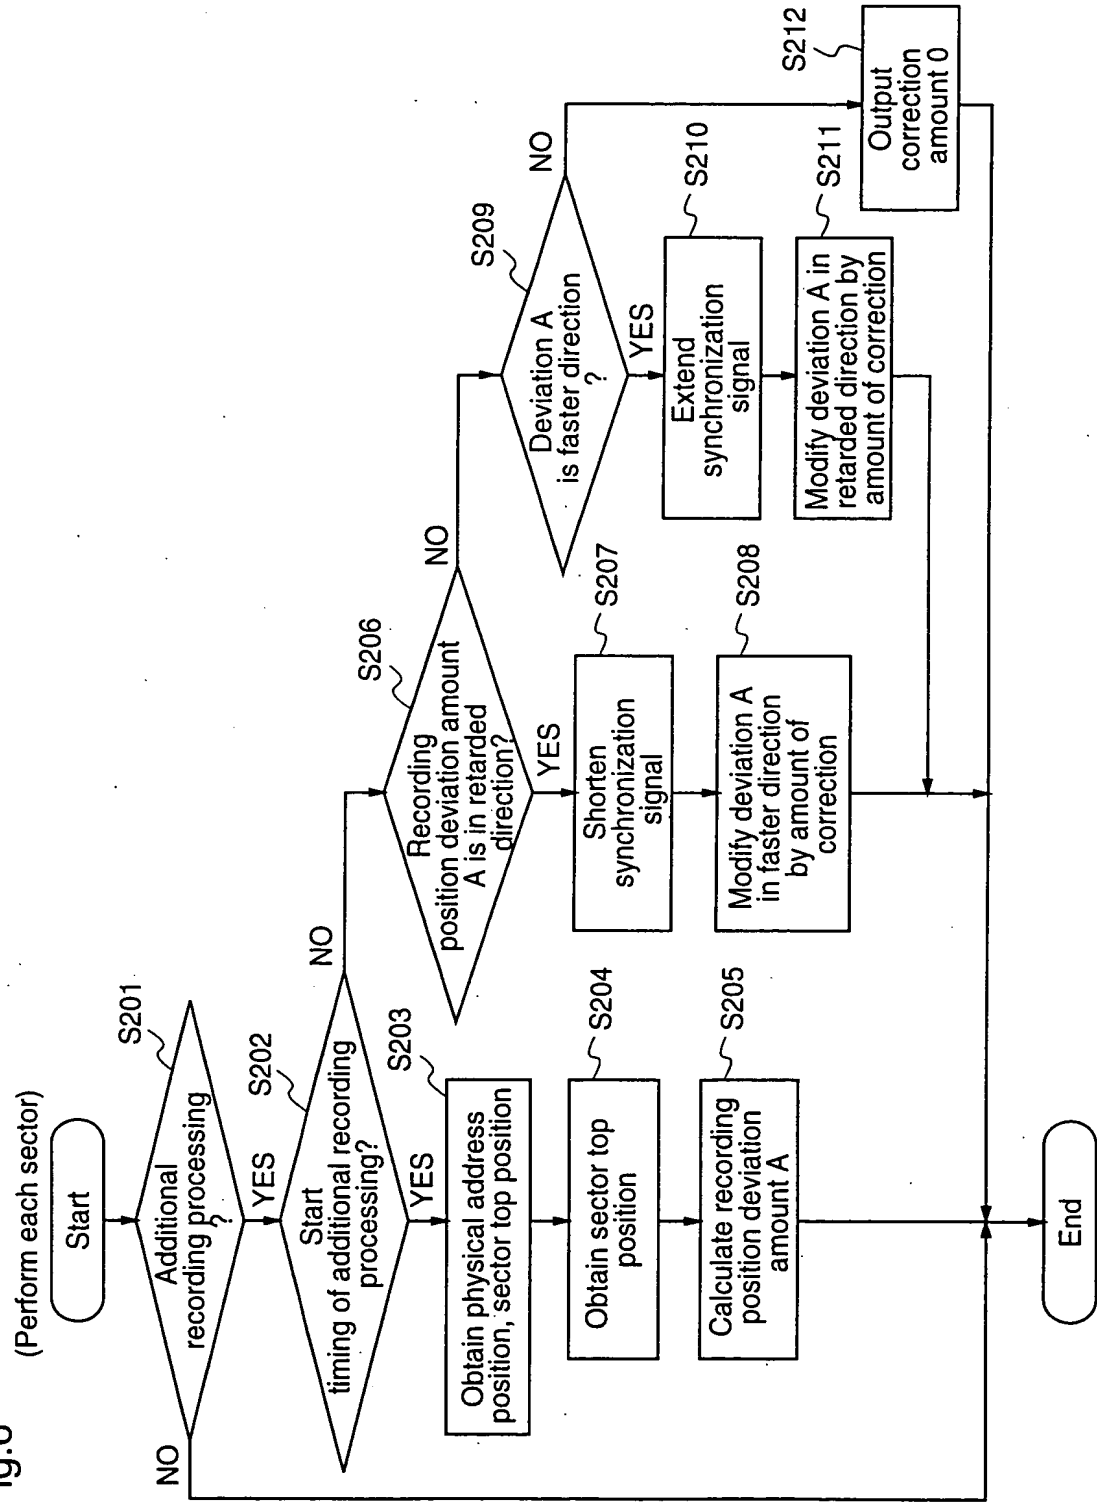 (Perform each sector)
Start
S201
Additional
recording processing
?
NO
YES
S202
Start
timing of additional recording
processing?
NO
YES
S203
Obtain physical address
position, sector top position
S204
Obtain sector top
position
S205
Calculate recording
position deviation
amount A
S206
Recording
position deviation amount
A is in retarded
direction?
NO
YES
S207
Shorten
synchronization
signal
S208
Modify deviation A
in faster direction
by amount of
correction
S209
Deviation A
is faster direction
?
NO
YES
S210
Extend
synchronization
signal
S211
Modify deviation A in
retarded direction by
amount of correction
S212
Output
correction
amount 0
End